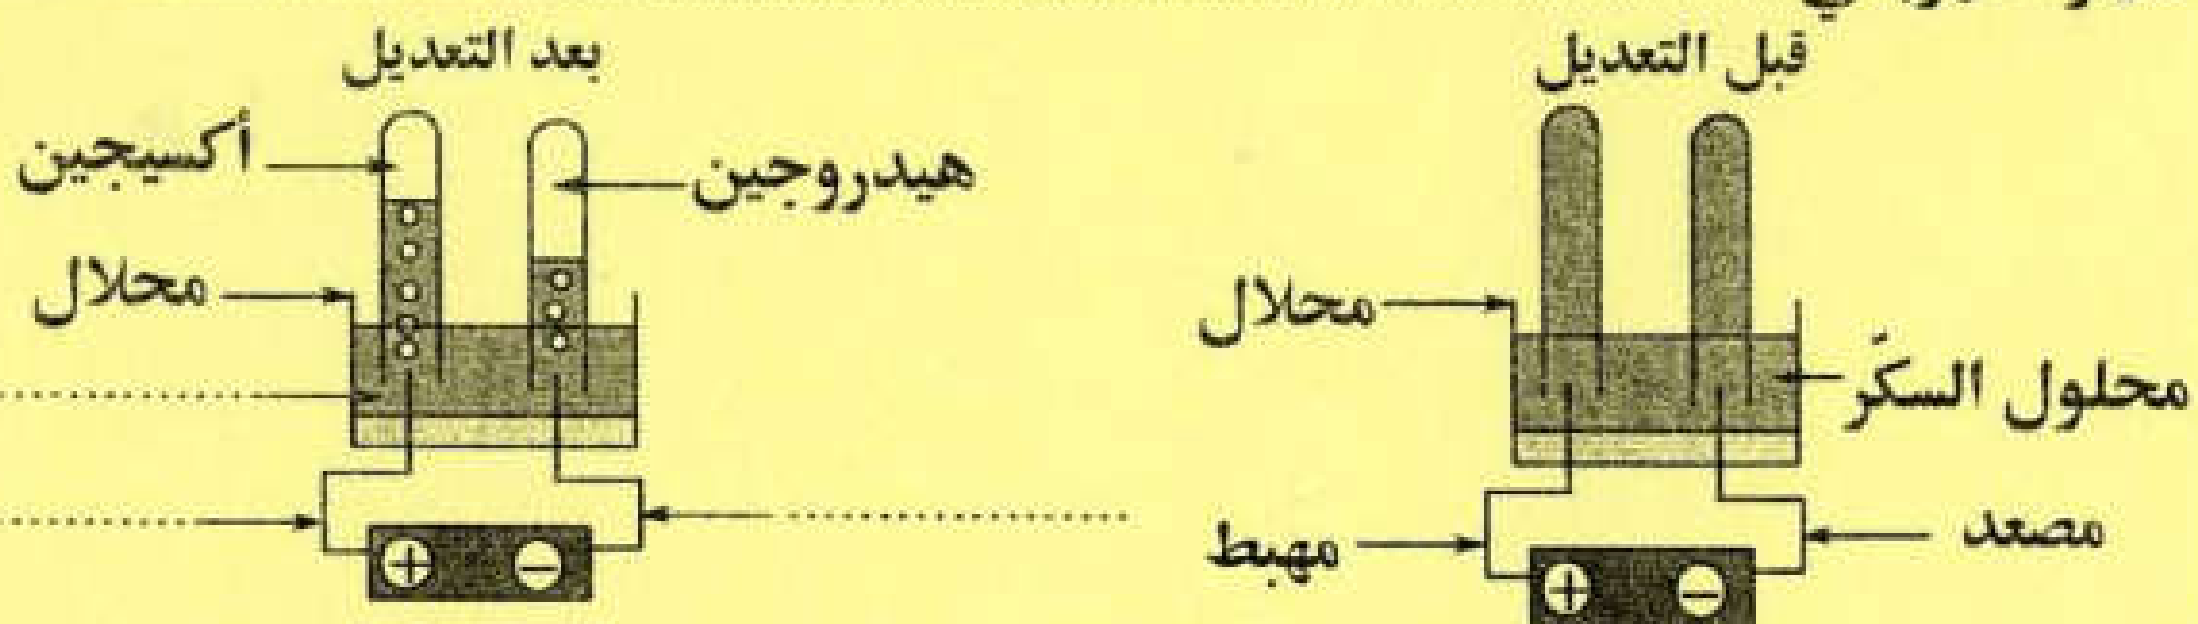 قبل التعديل
محلال
محلول السكّر
مصعد
مهبط
بعد التعديل
هيدروجين
أكسيجين
محلال